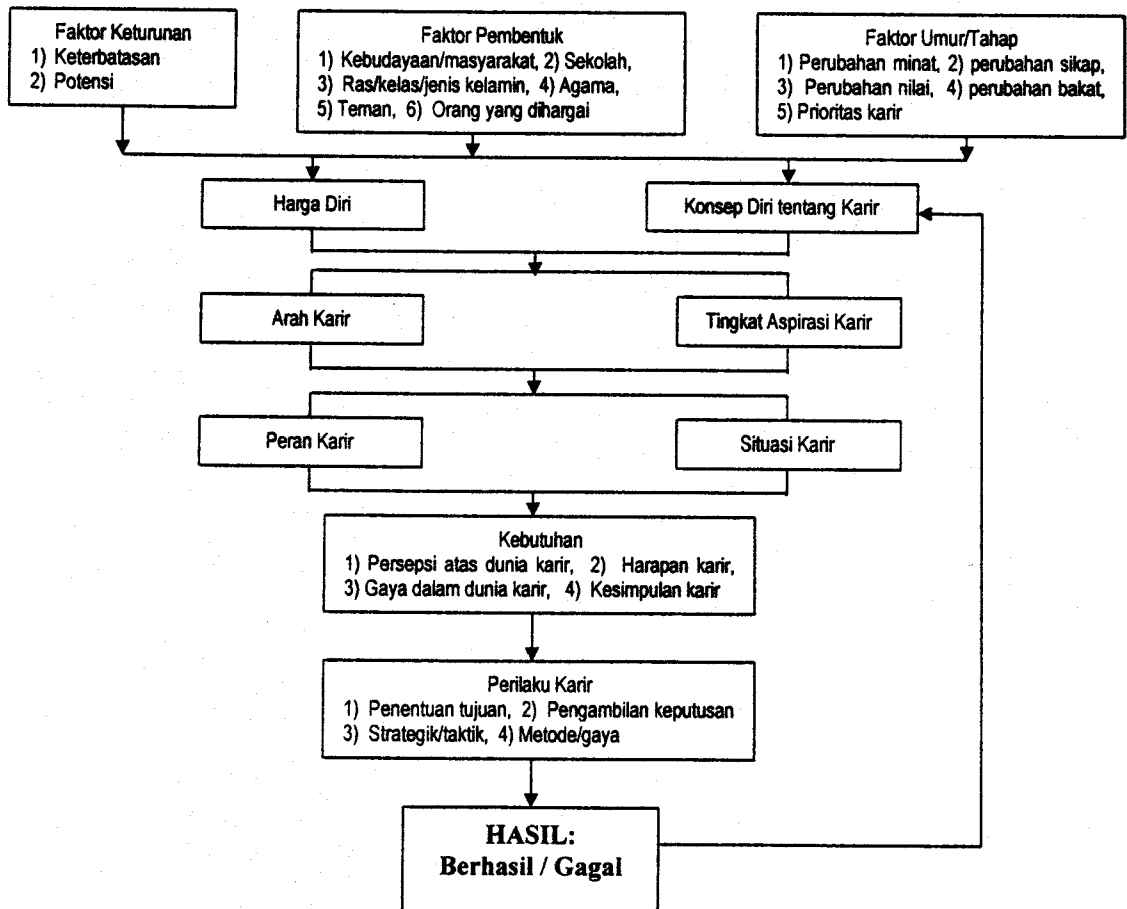 Faktor Keturunan
1) Keterbatasan
2) Potensi
Faktor Pembentuk
1) Kebudayaan/masyarakat, 2) Sekolah,
3) Ras/kelas/jenis kelamin, 4) Agama,
5) Teman, 6) Orang yang dihargai
Faktor Umur/Tahap
1) Perubahan minat, 2) perubahan sikap,
3) Perubahan nilai, 4) perubahan bakat,
5) Prioritas karir
Harga Diri
Konsep Diri tentang Karir
Arah Karir
Tingkat Aspirasi Karir
Peran Karir
Situasi Karir
Kebutuhan
1) Persepsi atas dunia karir, 2) Harapan karir,
3) Gaya dalam dunia karir, 4) Kesimpulan karir
Perilaku Karir
1) Penentuan tujuan, 2) Pengambilan keputusan
3) Strategik/taktik, 4) Metode/gaya
HASIL:
Berhasil / Gagal